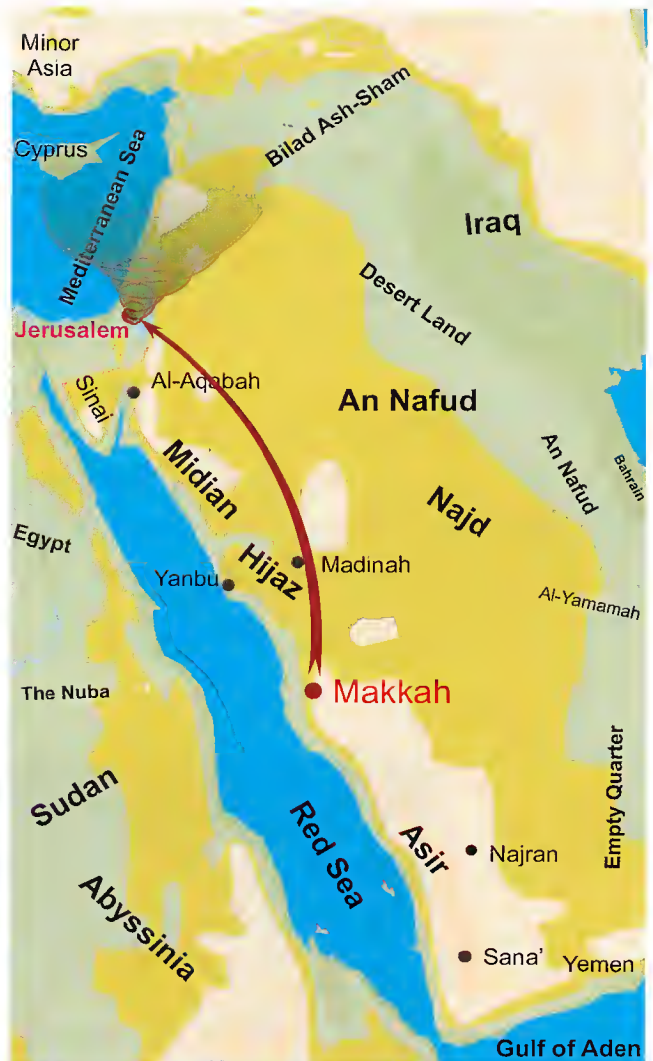 Minor
Asia
Cyprus
Mediterranean Sea
Bilad Ash-Sham
Iraq
Jerusalem
Desert Land
Sinai
Al-Aqabah
An Nafud
Midian
An Nafud
Bahrain
Najd
Egypt
Hijaz
Madinah
Yanbu
Al-Yamamah
The Nuba
Makkah
Sudan
Red Sea
Asir
Najran
Empty Quarter
Abyssinia
Sana'
Yemen
Gulf of Aden